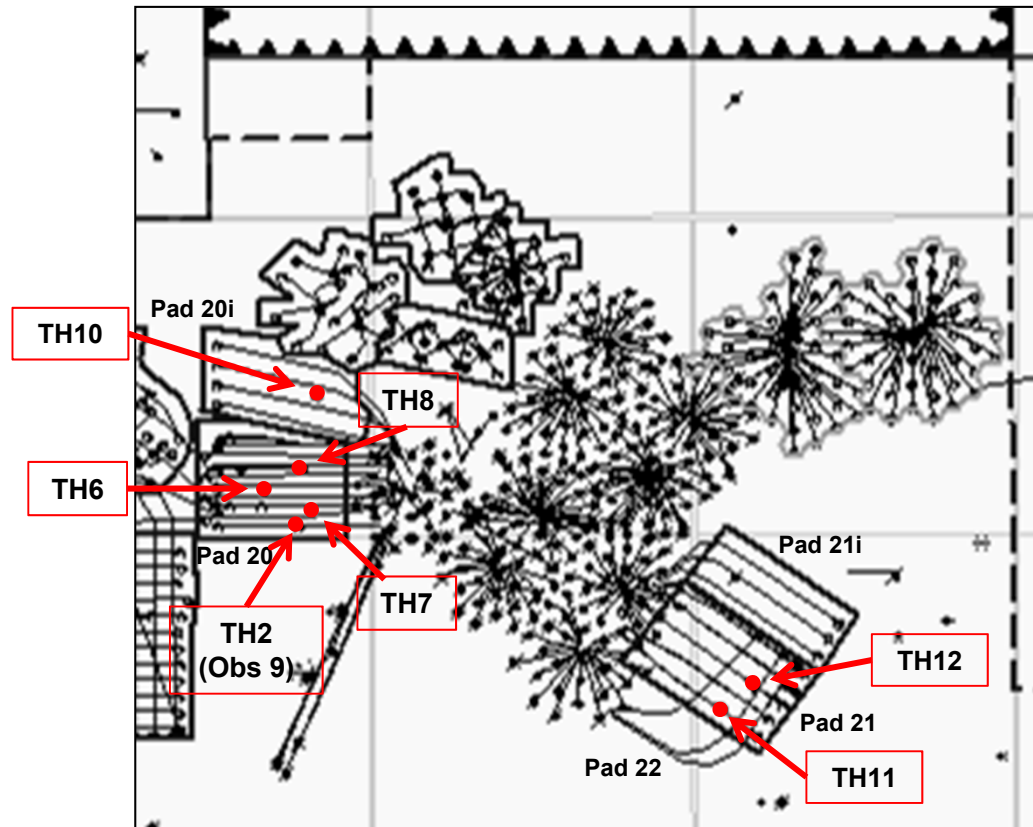 Pad 20i
TH10
TH8
TH6
Pad 20
TH7
TH2
(Obs 9)
Pad 21i
TH12
Pad 21
Pad 22
TH11